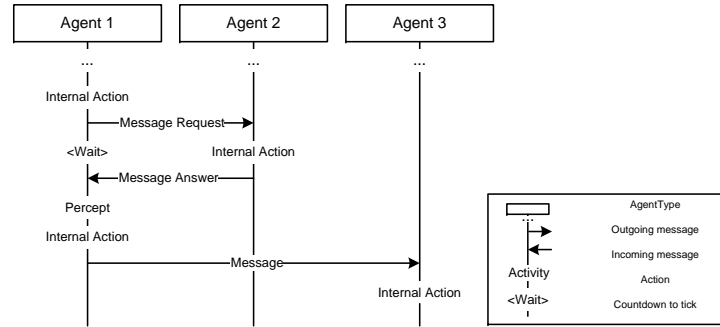 Agent 1 Agent 2 Agent 3
... ... ...
Internal Action
Message Request
<Wait> Internal Action
Message Answer
Percept
Internal Action
Message
Internal Action
AgentType
...
Outgoing message
Incoming message
Activity Action
<Wait> Countdown to tick